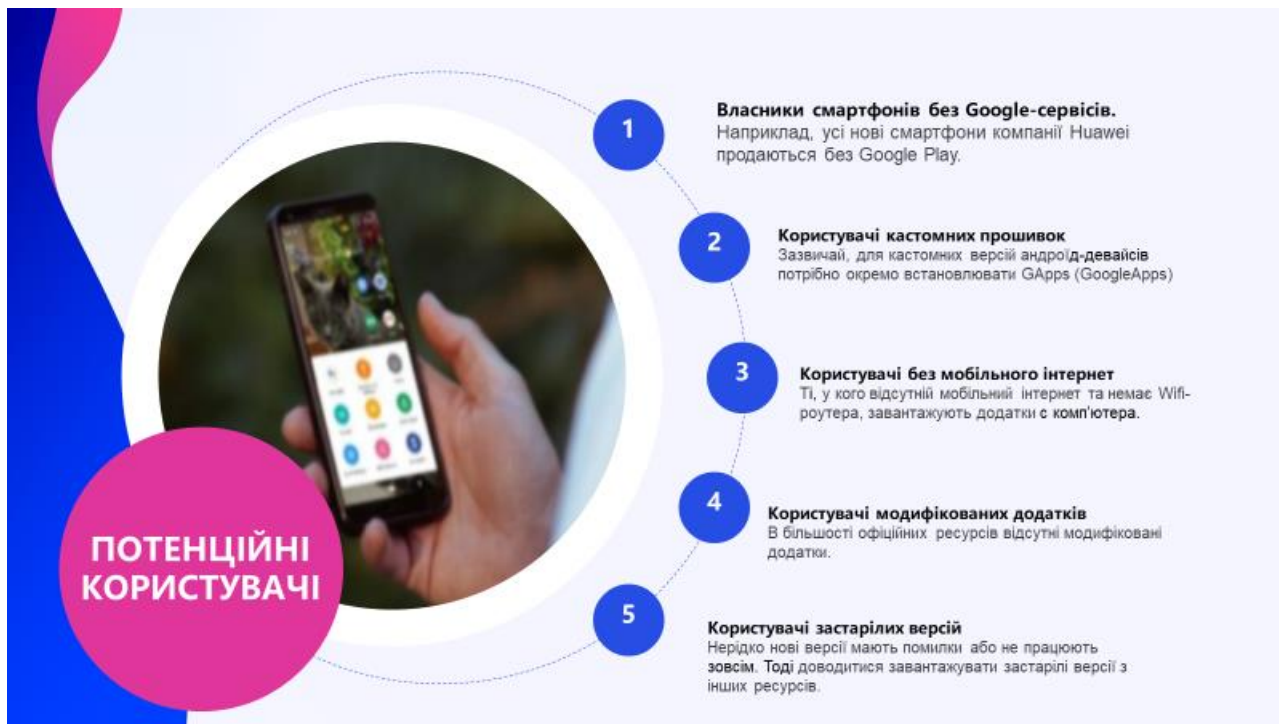 1
Власники смартфонів без Google-сервісів.
Наприклад, усі нові смартфони компанії Huawei
продаються без Google Play.
2
Користувачі кастомних прошивок
Зазвичай, для кастомних версій андроїд-девайсів
потрібно окремо встановлювати GApps (GoogleApps)
3
Користувачі без мобільного інтернет
Ті, у кого відсутній мобільний інтернет та немає Wifi-
роутера, завантажують додатки с комп'ютера.
4
Користувачі модифікованих додатків
В більшості офіційних ресурсів відсутні модифіковані
додатки.
ПОТЕНЦІЙНІ
КОРИСТУВАЧІ
5
Користувачі застарілих версій
Нерідко нові версії мають помилки або не працюють
зовсім. Тоді доводитися завантажувати застарілі версії з
інших ресурсів.